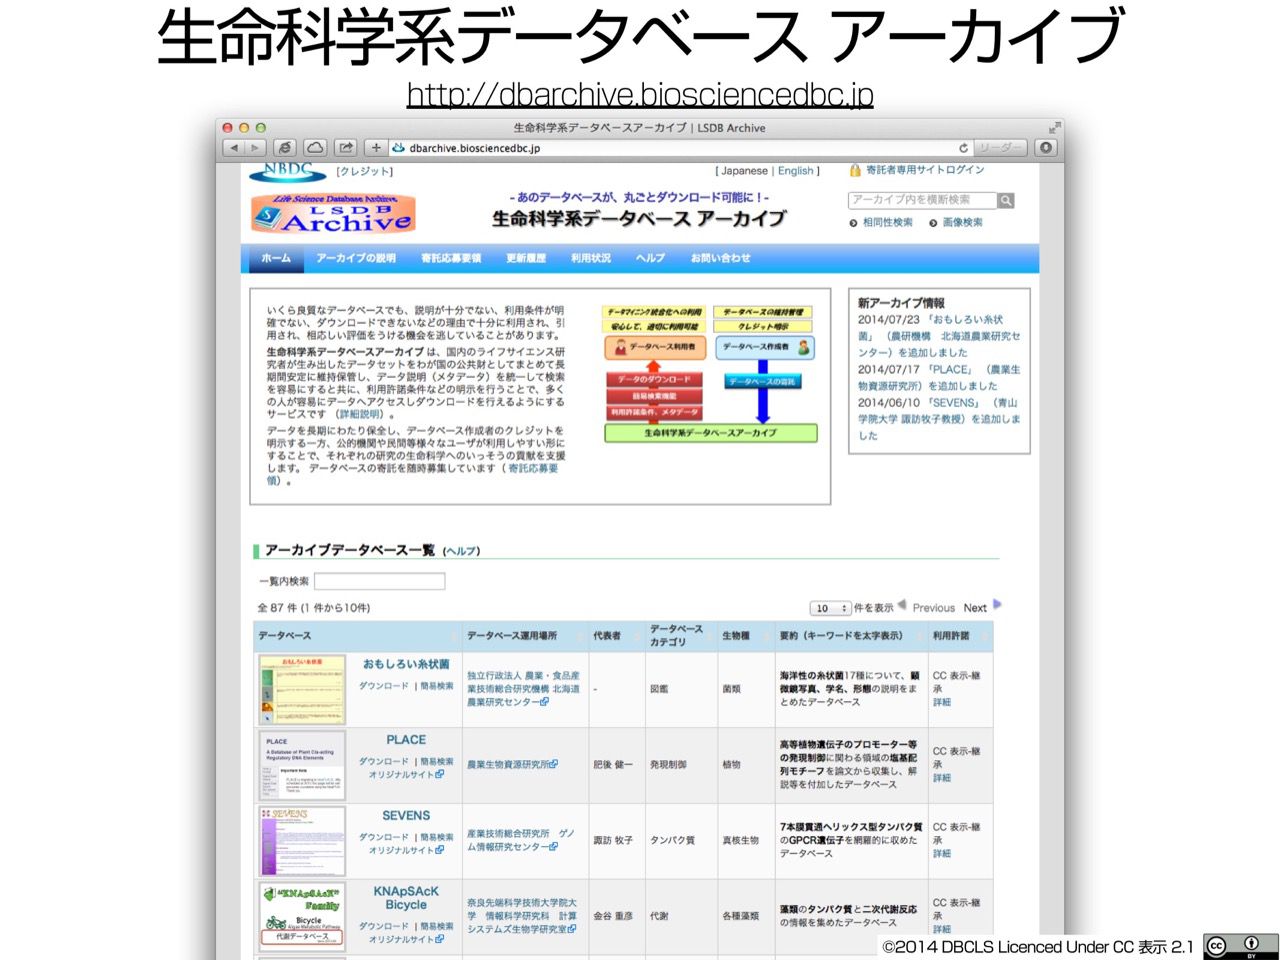 生命科学系データベース アーカイブ
http://dbarchive.biosciencedbc.jp
生命科学系データベースアーカイブ | LSDB Archive
dbarchive.biosciencedbc.jp
リーダー
NBDC [クレジット]
[ Japanese | English ]
寄託者専用サイトログイン
Life Science Database Archive
LSDB
Archive
- あのデータベースが、丸ごとダウンロード可能に！-
生命科学系データベース アーカイブ
アーカイブ内を横断検索
相同性検索 画像検索
ホーム アーカイブの説明 寄託応募要領 更新履歴 利用状況 ヘルプ お問い合わせ
いくら良質なデータベースでも、説明が十分でない、利用条件が明
確でない、ダウンロードできないなどの理由で十分に利用され、引
用され、相応しい評価をうける機会を逃していることがあります。
生命科学系データベースアーカイブ は、国内のライフサイエンス研
究者が生み出したデータセットをわが国の公共財としてまとめて長
期間安定に維持保管し、データ説明（メタデータ）を統一して検索
を容易にすると共に、利用許諾条件などの明示を行うことで、多く
の人が容易にデータへアクセスしダウンロードを行えるようにする
サービスです （詳細説明）。
データを長期にわたり保全し、データベース作成者のクレジットを
明示する一方、公的機関や民間等様々なユーザが利用しやすい形に
することで、それぞれの研究の生命科学へのいっそうの貢献を支援
します。 データベースの寄託を随時募集しています（ 寄託応募要
領）。
データマイニング統合化への利用
安心して、適切に利用可能
データベースの維持管理
クレジット明示
データベース利用者
データベース作成者
データのダウンロード
簡易検索機能
利用許諾条件、メタデータ
データベースの寄託
生命科学系データベースアーカイブ
新アーカイブ情報
2014/07/23 「おもしろい糸状
菌」（農研機構 北海道農業研究セ
ンター）を追加しました
2014/07/17 「PLACE」（農業生
物資源研究所）を追加しました
2014/06/10 「SEVENS」（青山
学院大学 諏訪牧子教授）を追加しま
した
アーカイブデータベース一覧 (ヘルプ)
一覧内検索
全 87 件 (1 件から10件)
10 件を表示 Previous Next
データベース データベース運用場所 代表者 データベースカテゴリ 生物種 要約（キーワードを太字表示） 利用許諾
おもしろい糸状菌
おもしろい糸状菌
ダウンロード | 簡易検索
独立行政法人 農業・食品産
業技術総合研究機構 北海道
農業研究センター
-
図鑑
菌類
海洋性の糸状菌17種について、顕
微鏡写真、学名、形態の説明をま
とめたデータベース
CC 表示-継
承
詳細
PLACE
A Database of Plant Cis-acting
Regulatory DNA Elements
PLACE
ダウンロード | 簡易検索
オリジナルサイト
農業生物資源研究所
肥後 健一
発現制御
植物
高等植物遺伝子のプロモーター等
の発現制御に関わる領域の塩基配
列モチーフを論文から収集し、解
説等を付加したデータベース
CC 表示-継
承
詳細
SEVENS
SEVENS
ダウンロード | 簡易検索
オリジナルサイト
産業技術総合研究所 ゲノ
ム情報研究センター
諏訪 牧子
タンパク質
真核生物
7本膜貫通ヘリックス型タンパク質
のGPCR遺伝子を網羅的に収めた
データベース
CC 表示-継
承
詳細
"KNApSAcK"
Family
Bicycle
代謝データベース
KNApSAcK
Bicycle
ダウンロード | 簡易検索
オリジナルサイト
奈良先端科学技術大学院大
学 情報科学研究科 計算
システムズ生物学研究室
金谷 重彦
代謝
各種藻類
藻類のタンパク質と二次代謝反応
の情報を集めたデータベース
CC 表示-継
承
詳細
©2014 DBCLS Licenced Under CC 表示 2.1
CC BY